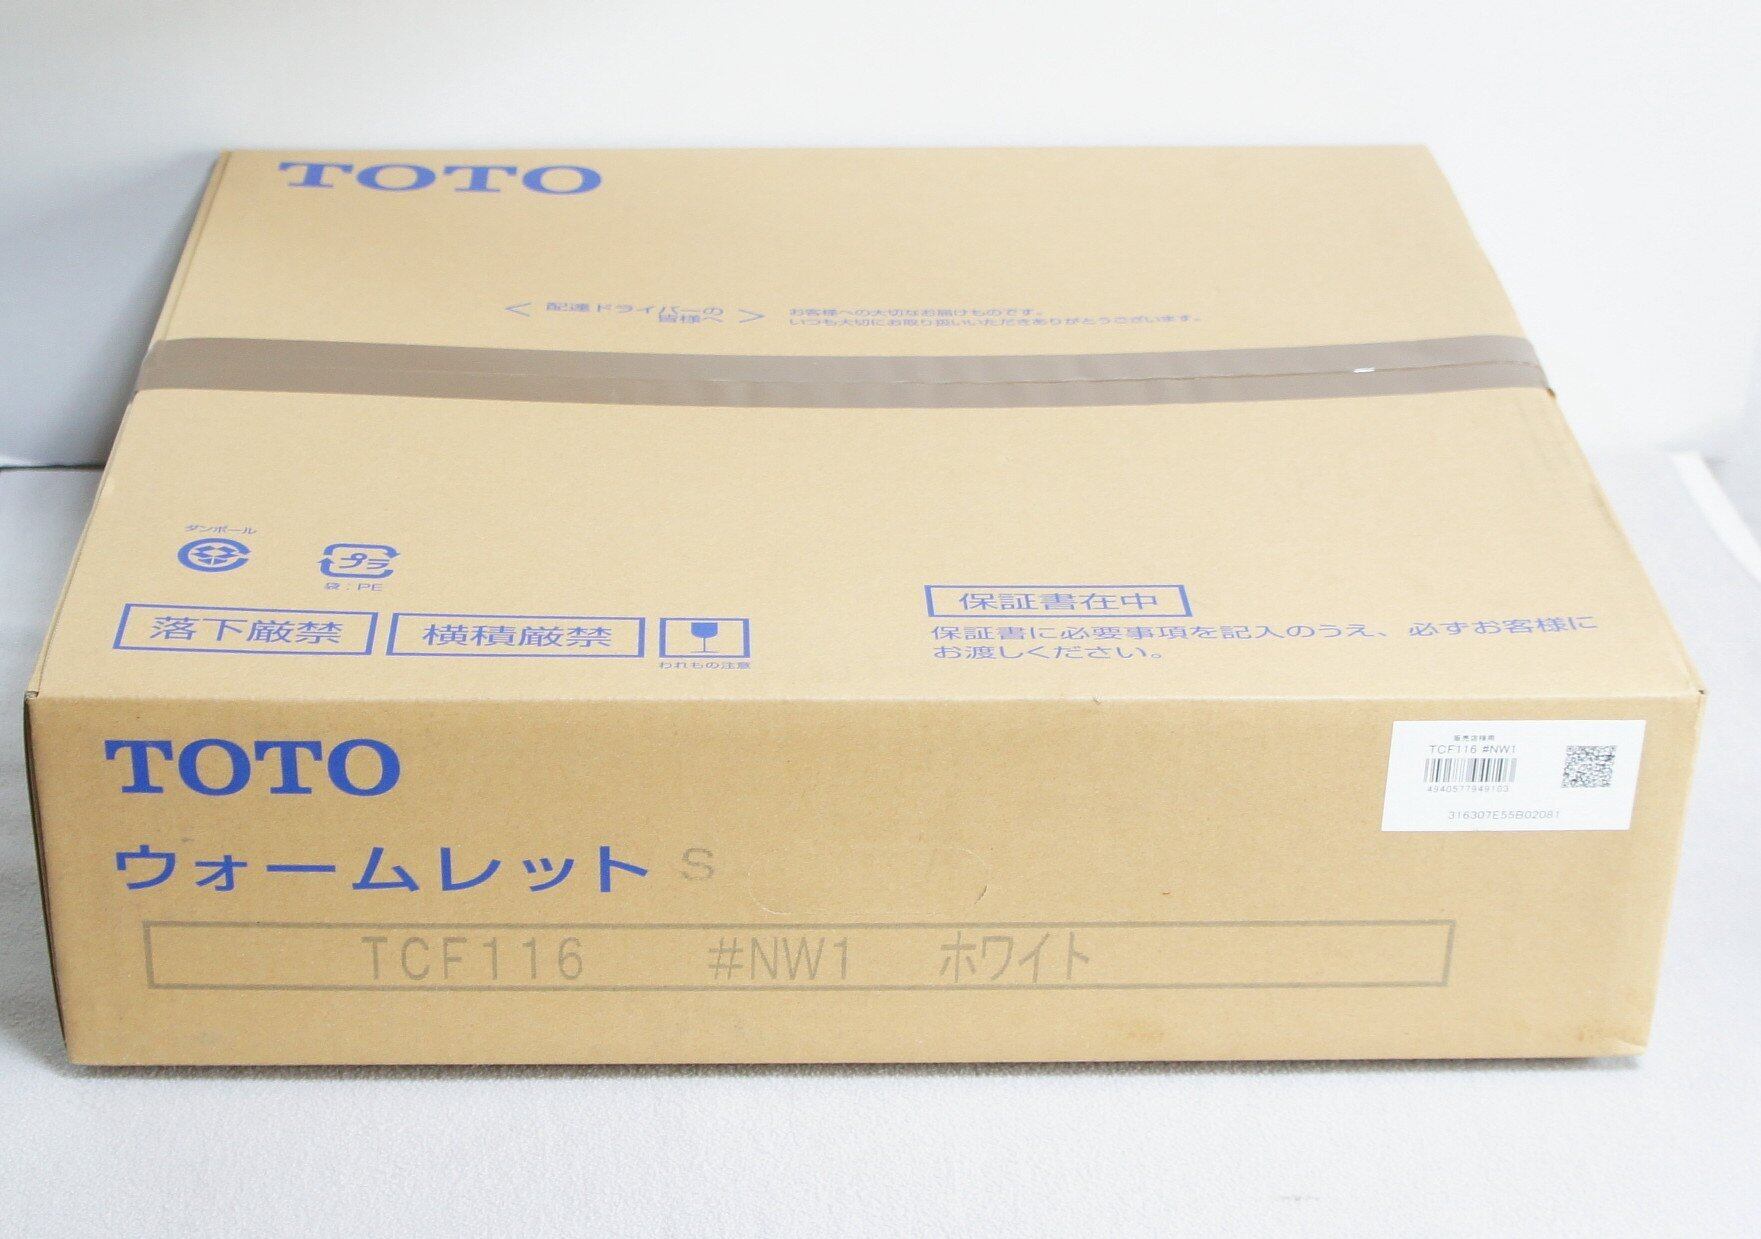 TOTO
< 配達ドライバーの皆様へ > お客様への大切なお届けものです。
いつも大切にお取り扱いいただきありがとうございます。
ダンボール
プラ
袋：PE
落下厳禁 横積厳禁
われもの注意
保証書在中
保証書に必要事項を記入のうえ、必ずお客様に
お渡しください。
TOTO
ウォームレット S
TCF116 #NW1 ホワイト
販売店様用
TCF116 #NW1
4940577949103
316307E55B02081